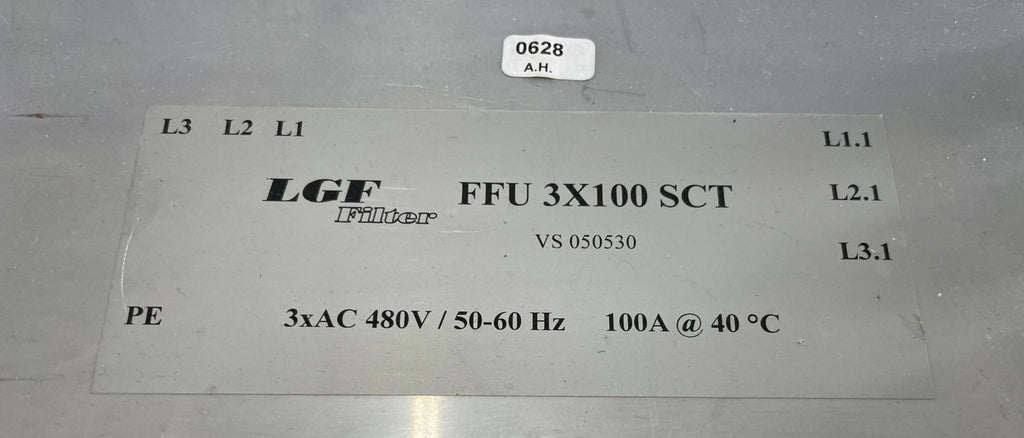 0628
A.H.
L3 L2 L1
L1.1
LGF Filter
FFU 3X100 SCT
L2.1
VS 050530
L3.1
PE
3xAC 480V / 50-60 Hz 100A @ 40 °C